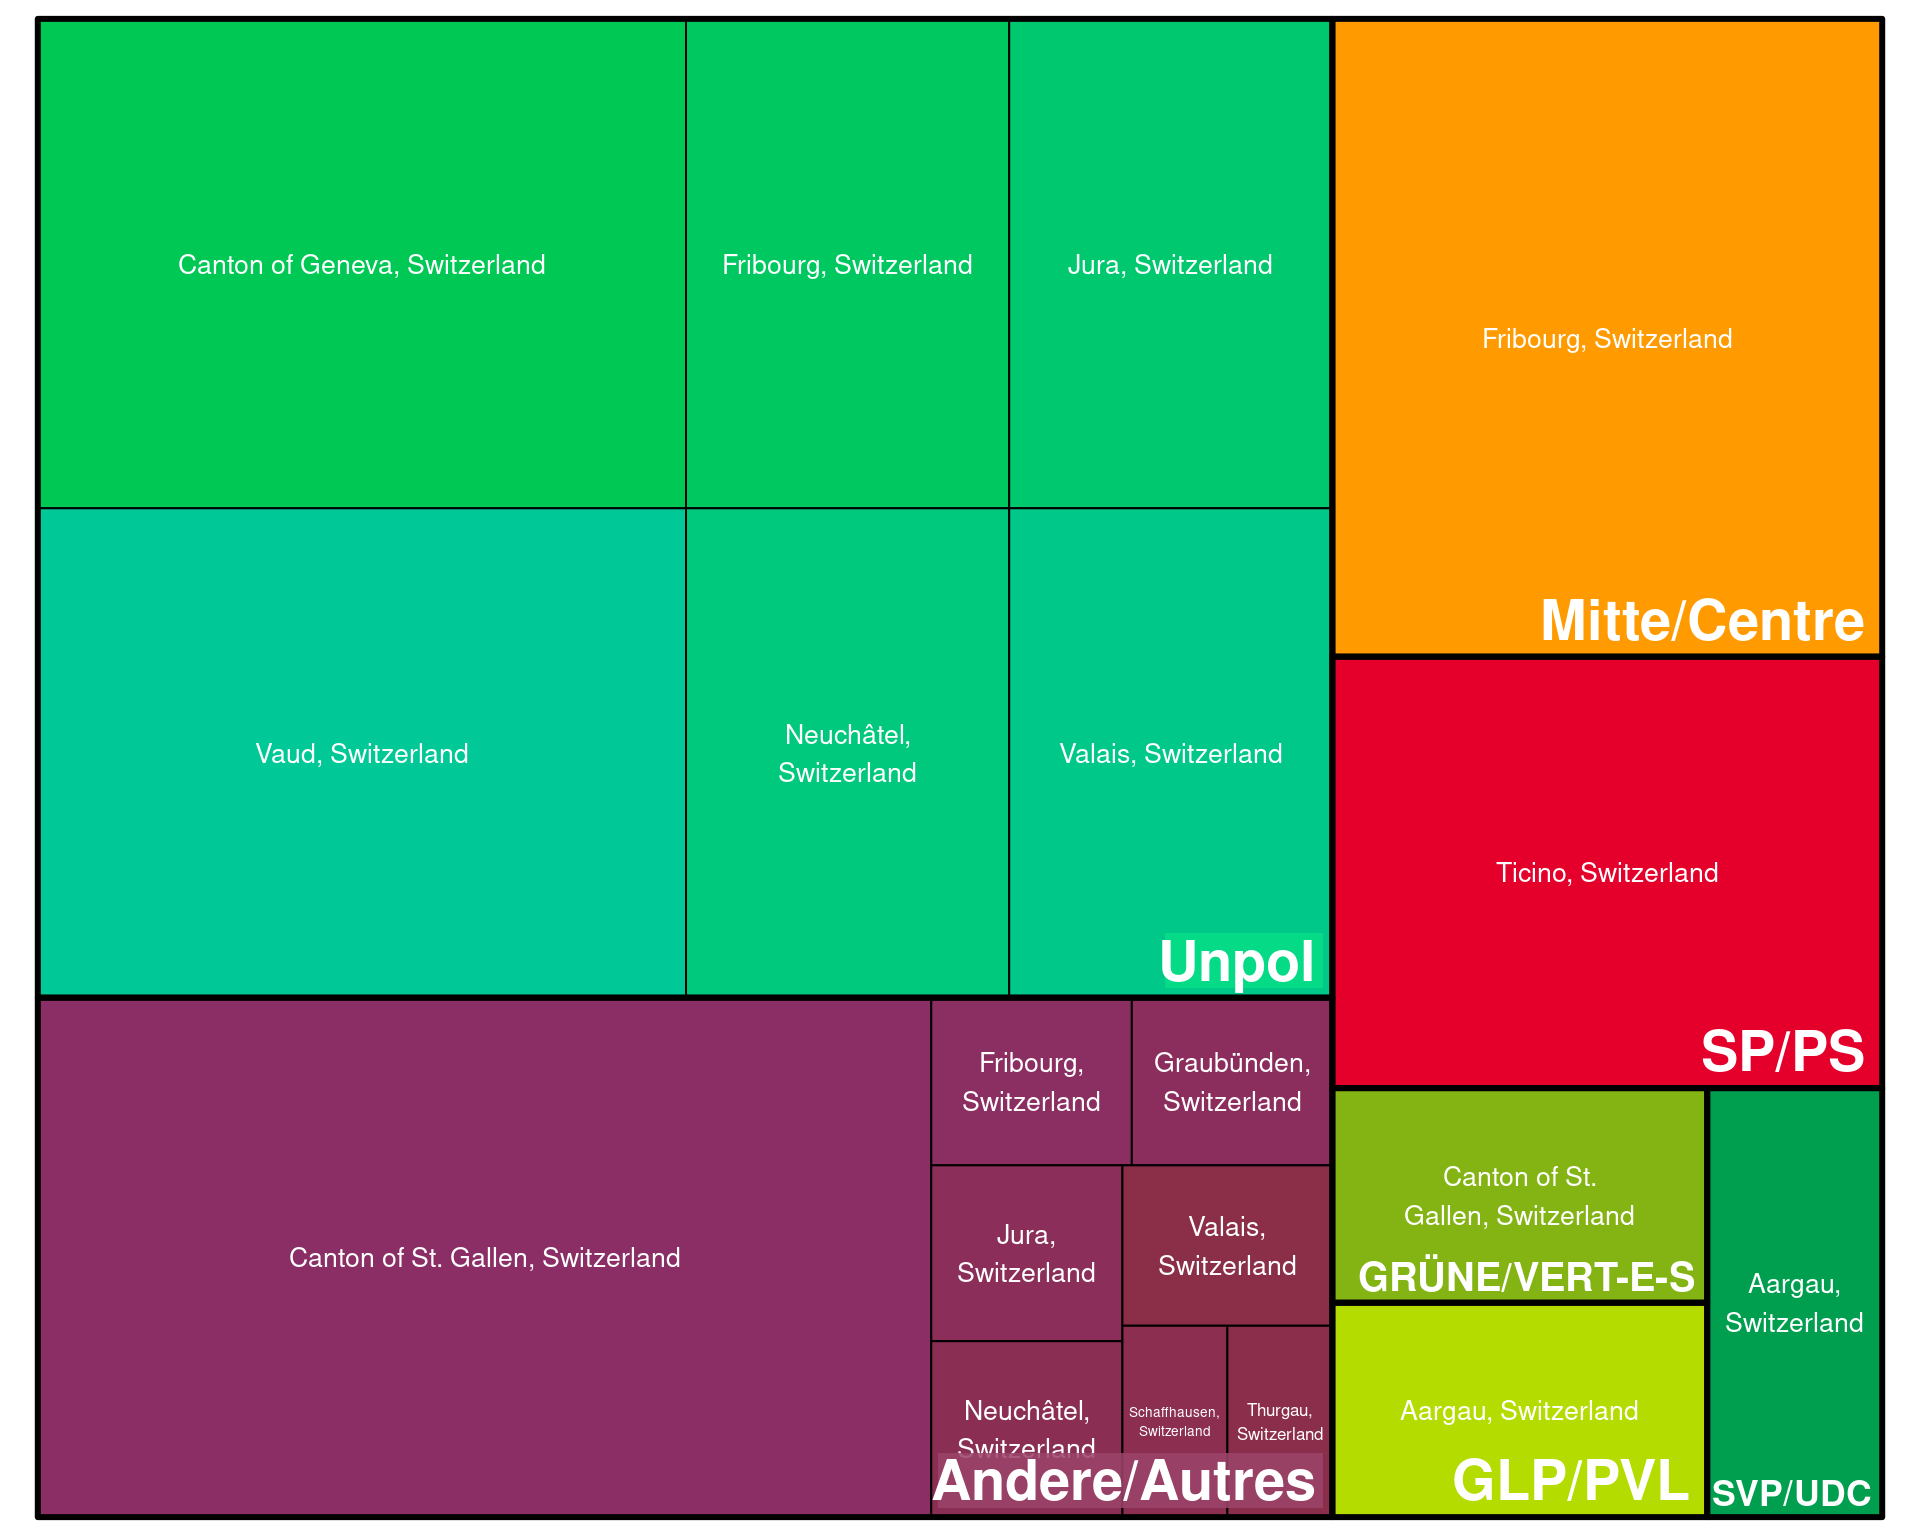 Canton of Geneva, Switzerland
Fribourg, Switzerland
Jura, Switzerland
Vaud, Switzerland
Neuchâtel,
Switzerland
Valais, Switzerland
Unpol
Fribourg, Switzerland
Mitte/Centre
Ticino, Switzerland
SP/PS
Canton of St. Gallen, Switzerland
Fribourg,
Switzerland
Graubünden,
Switzerland
Jura,
Switzerland
Valais,
Switzerland
Neuchâtel,
Switzerland
Schaffhausen,
Switzerland
Thurgau,
Switzerland
Andere/Autres
Canton of St.
Gallen, Switzerland
GRÜNE/VERT-E-S
Aargau, Switzerland
GLP/PVL
Aargau,
Switzerland
SVP/UDC